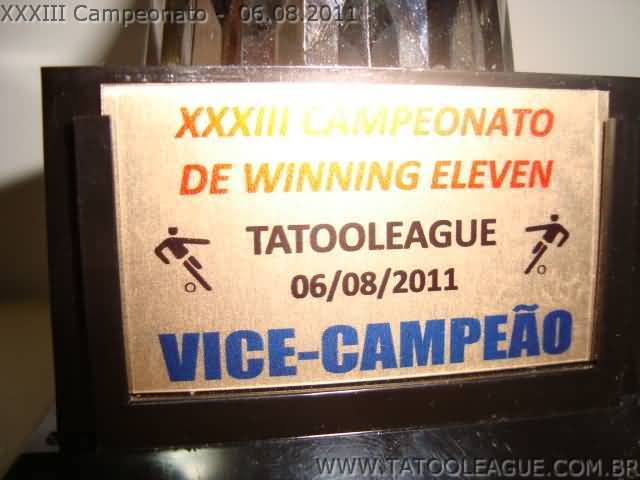 XXXIII Campeonato - 06.08.2011
XXXIII CAMPEONATO
DE WINNING ELEVEN
TATOOLEAGUE
06/08/2011
VICE-CAMPEÃO
WWW.TATOOLEAGUE.COM.BR